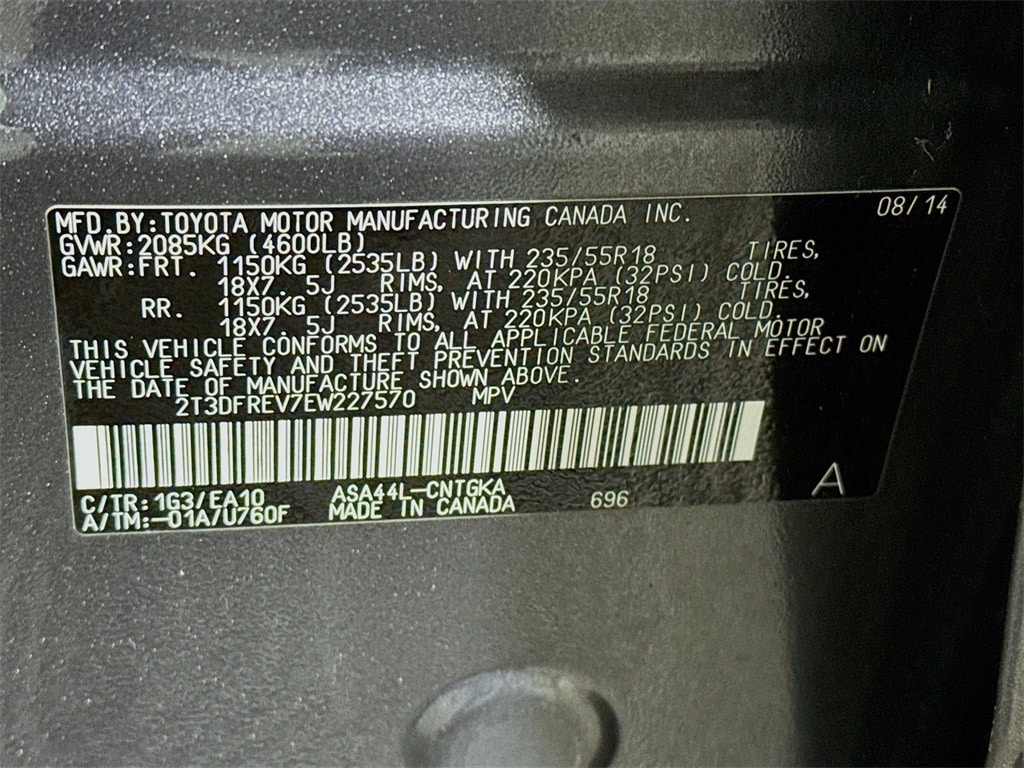 MFD.BY:TOYOTA MOTOR MANUFACTURING CANADA INC. 08/14
GVWR:2085KG (4600LB)
GAWR:FRT. 1150KG (2535LB) WITH 235/55R18 TIRES,
18X7. 5J RIMS, AT 220KPA (32PSI) COLD.
RR. 1150KG (2535LB) WITH 235/55R18 TIRES,
18X7. 5J RIMS, AT 220KPA (32PSI) COLD.
THIS VEHICLE CONFORMS TO ALL APPLICABLE FEDERAL MOTOR
VEHICLE SAFETY AND THEFT PREVENTION STANDARDS IN EFFECT ON
THE DATE OF MANUFACTURE SHOWN ABOVE.
2T3DFREV7EW227570 MPV
C/TR:1G3/EA10 ASA44L-CNTGKA 696 A
A/TM:-01A/U760F MADE IN CANADA